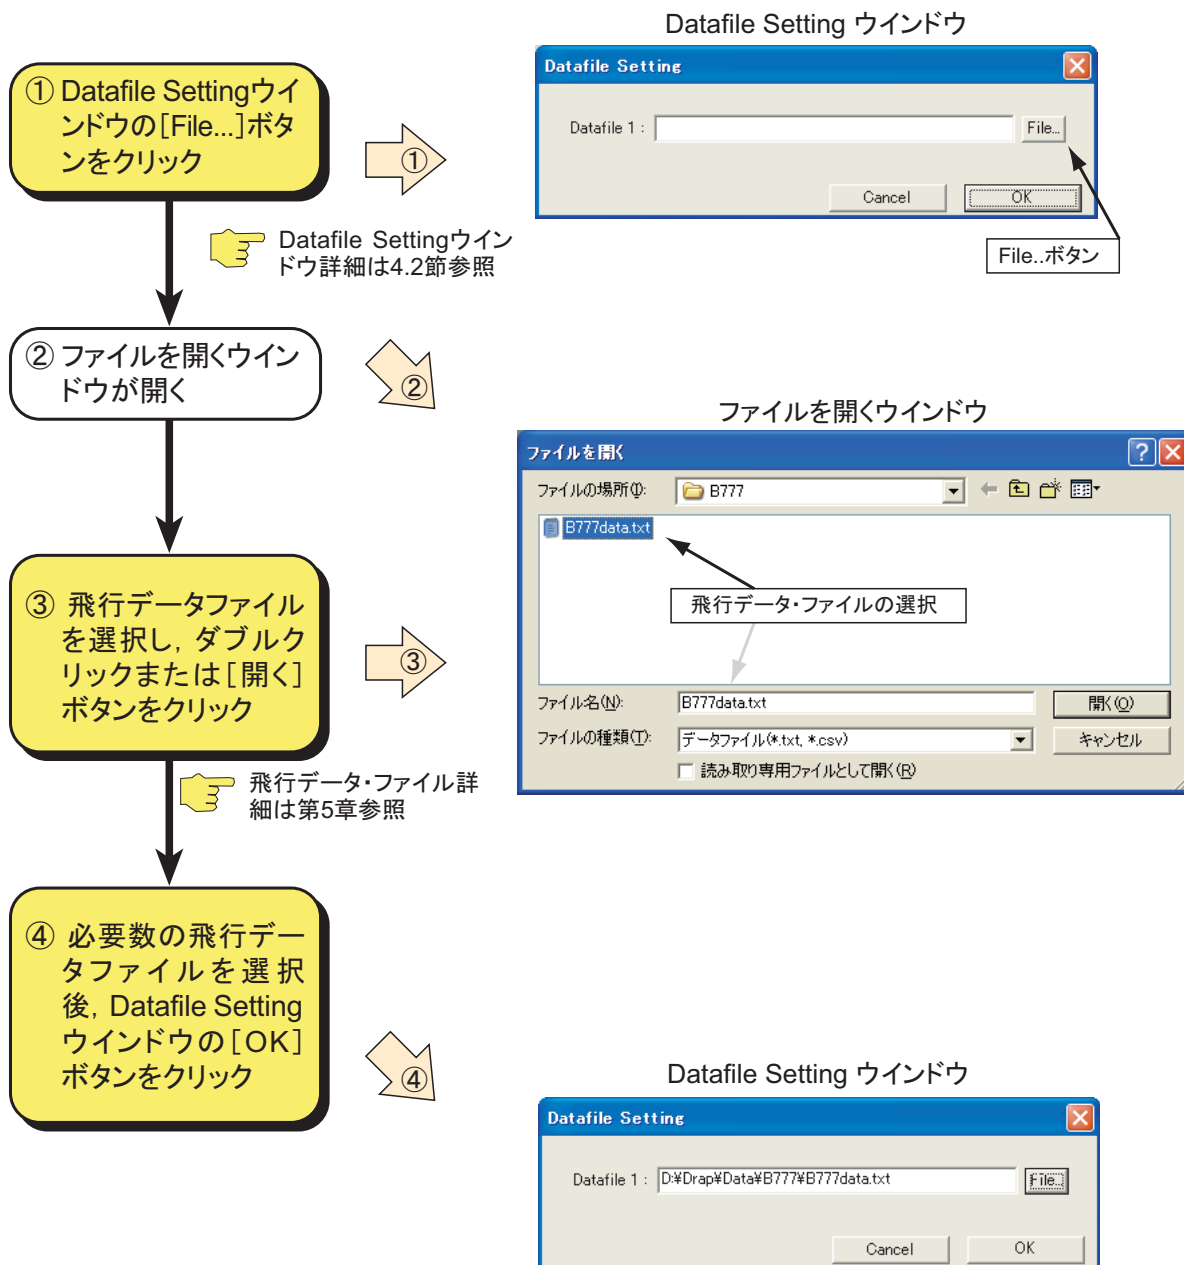 Datafile Setting ウインドウ
① Datafile Settingウイ
ンドウの［File...］ボタ
ンをクリック
①
Datafile Setting
Datafile 1 :
File...
Cancel
OK
File..ボタン
Datafile Settingウイン
ドウ詳細は4.2節参照
② ファイルを開くウイン
ドウが開く
②
ファイルを開くウインドウ
ファイルを開く
ファイルの場所(I):
B777
B777data.txt
飛行データ・ファイルの選択
ファイル名(N):
B777data.txt
開く(O)
ファイルの種類(T):
データファイル(*.txt, *.csv)
キャンセル
読み取り専用ファイルとして開く(R)
③ 飛行データファイル
を選択し，ダブルク
リックまたは［開く］
ボタンをクリック
③
飛行データ・ファイル詳
細は第5章参照
④ 必要数の飛行デー
タファイルを選択
後，Datafile Setting
ウインドウの［OK］
ボタンをクリック
④
Datafile Setting ウインドウ
Datafile Setting
Datafile 1 :
D:¥Drap¥Data¥B777¥B777data.txt
File...
Cancel
OK